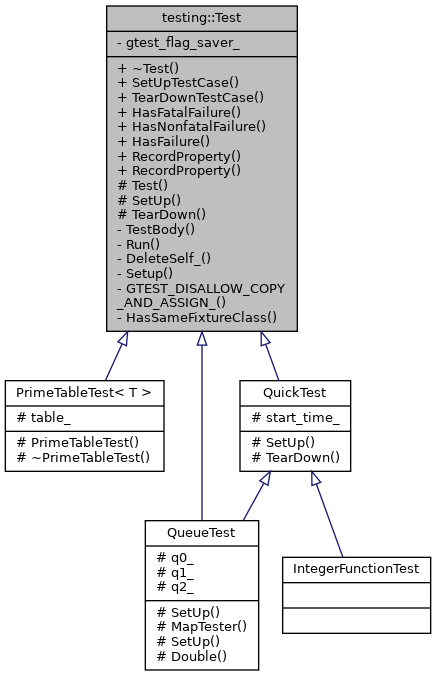 testing::Test
- gtest_flag_saver_
+ ~Test()
+ SetUpTestCase()
+ TearDownTestCase()
+ HasFatalFailure()
+ HasNonfatalFailure()
+ HasFailure()
+ RecordProperty()
+ RecordProperty()
# Test()
# SetUp()
# TearDown()
- TestBody()
- Run()
- DeleteSelf_()
- Setup()
- GTEST_DISALLOW_COPY
_AND_ASSIGN_()
- HasSameFixtureClass()
PrimeTableTest< T >
# table_
# PrimeTableTest()
# ~PrimeTableTest()
QuickTest
# start_time_
# SetUp()
# TearDown()
QueueTest
# q0_
# q1_
# q2_
# SetUp()
# MapTester()
# SetUp()
# Double()
IntegerFunctionTest